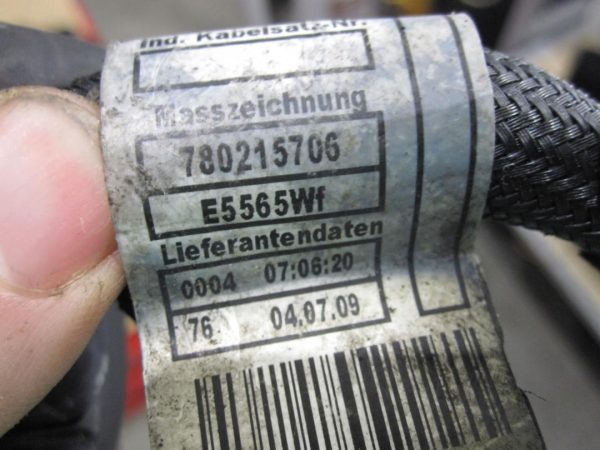 Ind. Kabelsatz-Nr.
Masszeichnung
780215706
E5565Wf
Lieferantendaten
0004 07:06:20
76 04.07.09